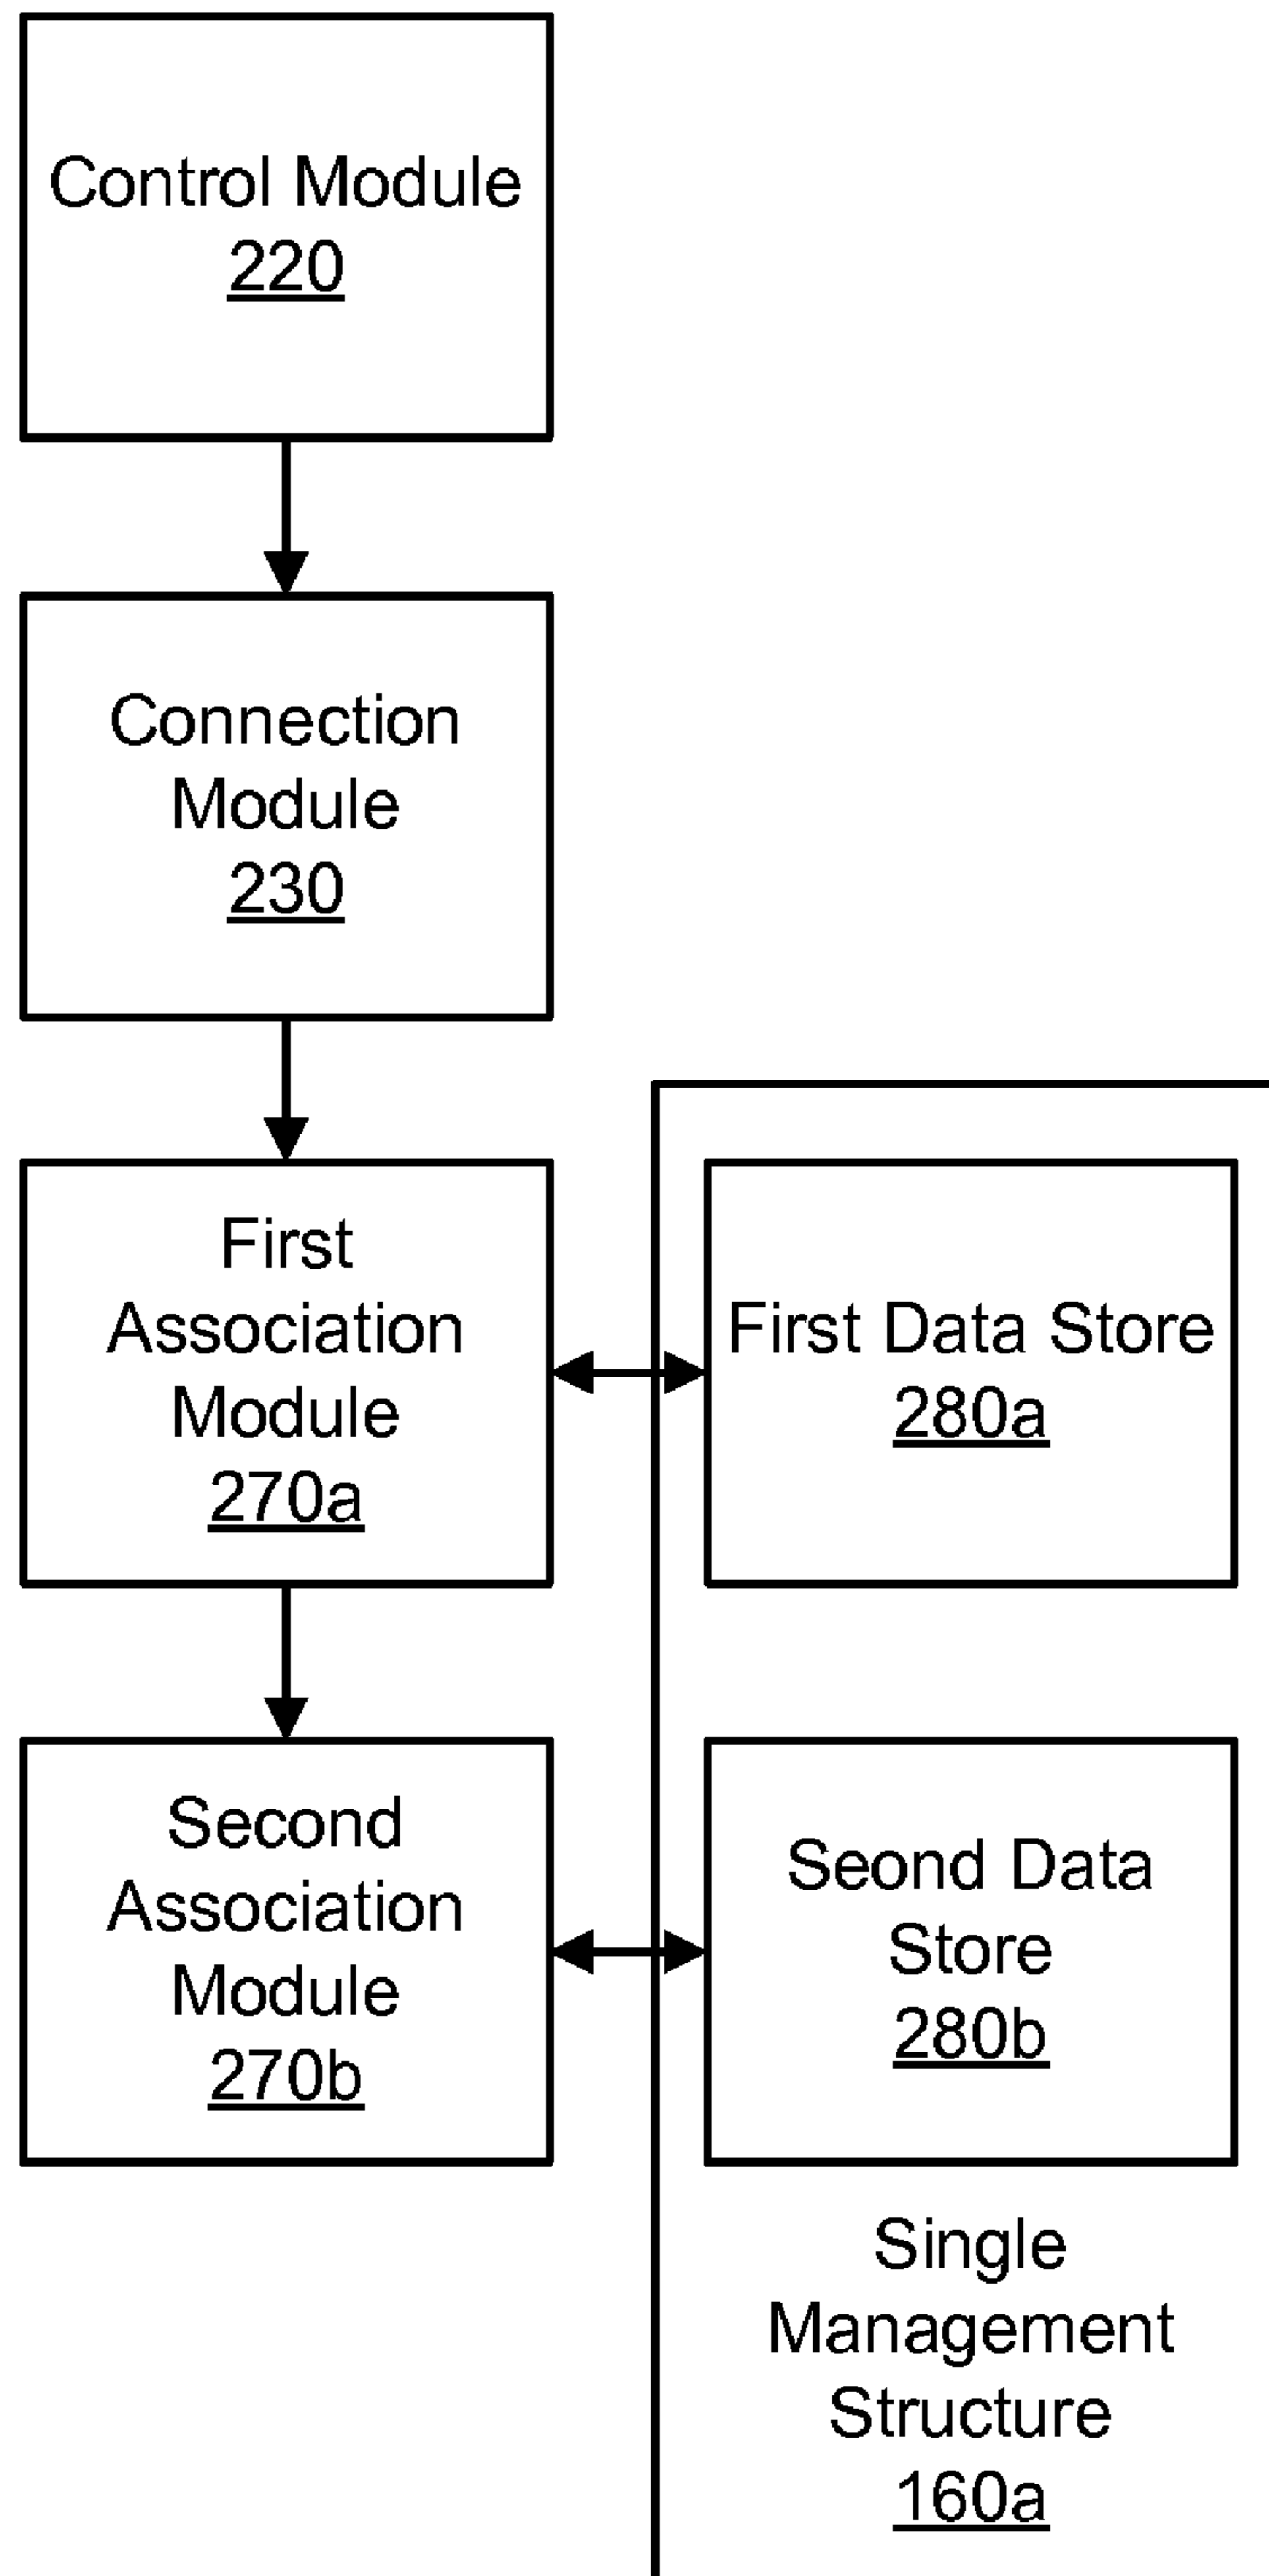 Control Module
220
Connection
Module
230
First
Association
Module
270a
First Data Store
280a
Second
Association
Module
270b
Seond Data
Store
280b
Single
Management
Structure
160a